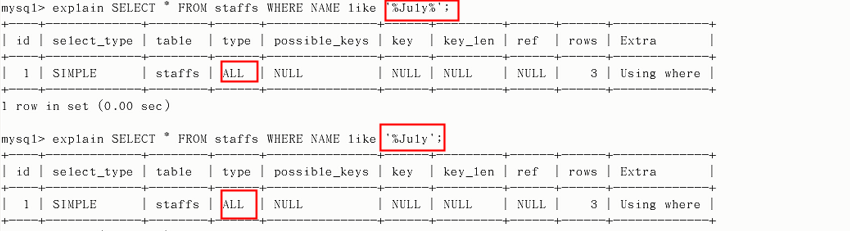 mysql> explain SELECT * FROM staffs WHERE NAME like '%July%';
+----+-------------+--------+------+---------------+------+---------+------+------+-------------+
| id | select_type | table | type | possible_keys | key | key_len | ref | rows | Extra |
+----+-------------+--------+------+---------------+------+---------+------+------+-------------+
| 1 | SIMPLE | staffs | ALL | NULL | NULL | NULL | NULL | 3 | Using where |
+----+-------------+--------+------+---------------+------+---------+------+------+-------------+
1 row in set (0.00 sec)
mysql> explain SELECT * FROM staffs WHERE NAME like '%July';
+----+-------------+--------+------+---------------+------+---------+------+------+-------------+
| id | select_type | table | type | possible_keys | key | key_len | ref | rows | Extra |
+----+-------------+--------+------+---------------+------+---------+------+------+-------------+
| 1 | SIMPLE | staffs | ALL | NULL | NULL | NULL | NULL | 3 | Using where |
+----+-------------+--------+------+---------------+------+---------+------+------+-------------+